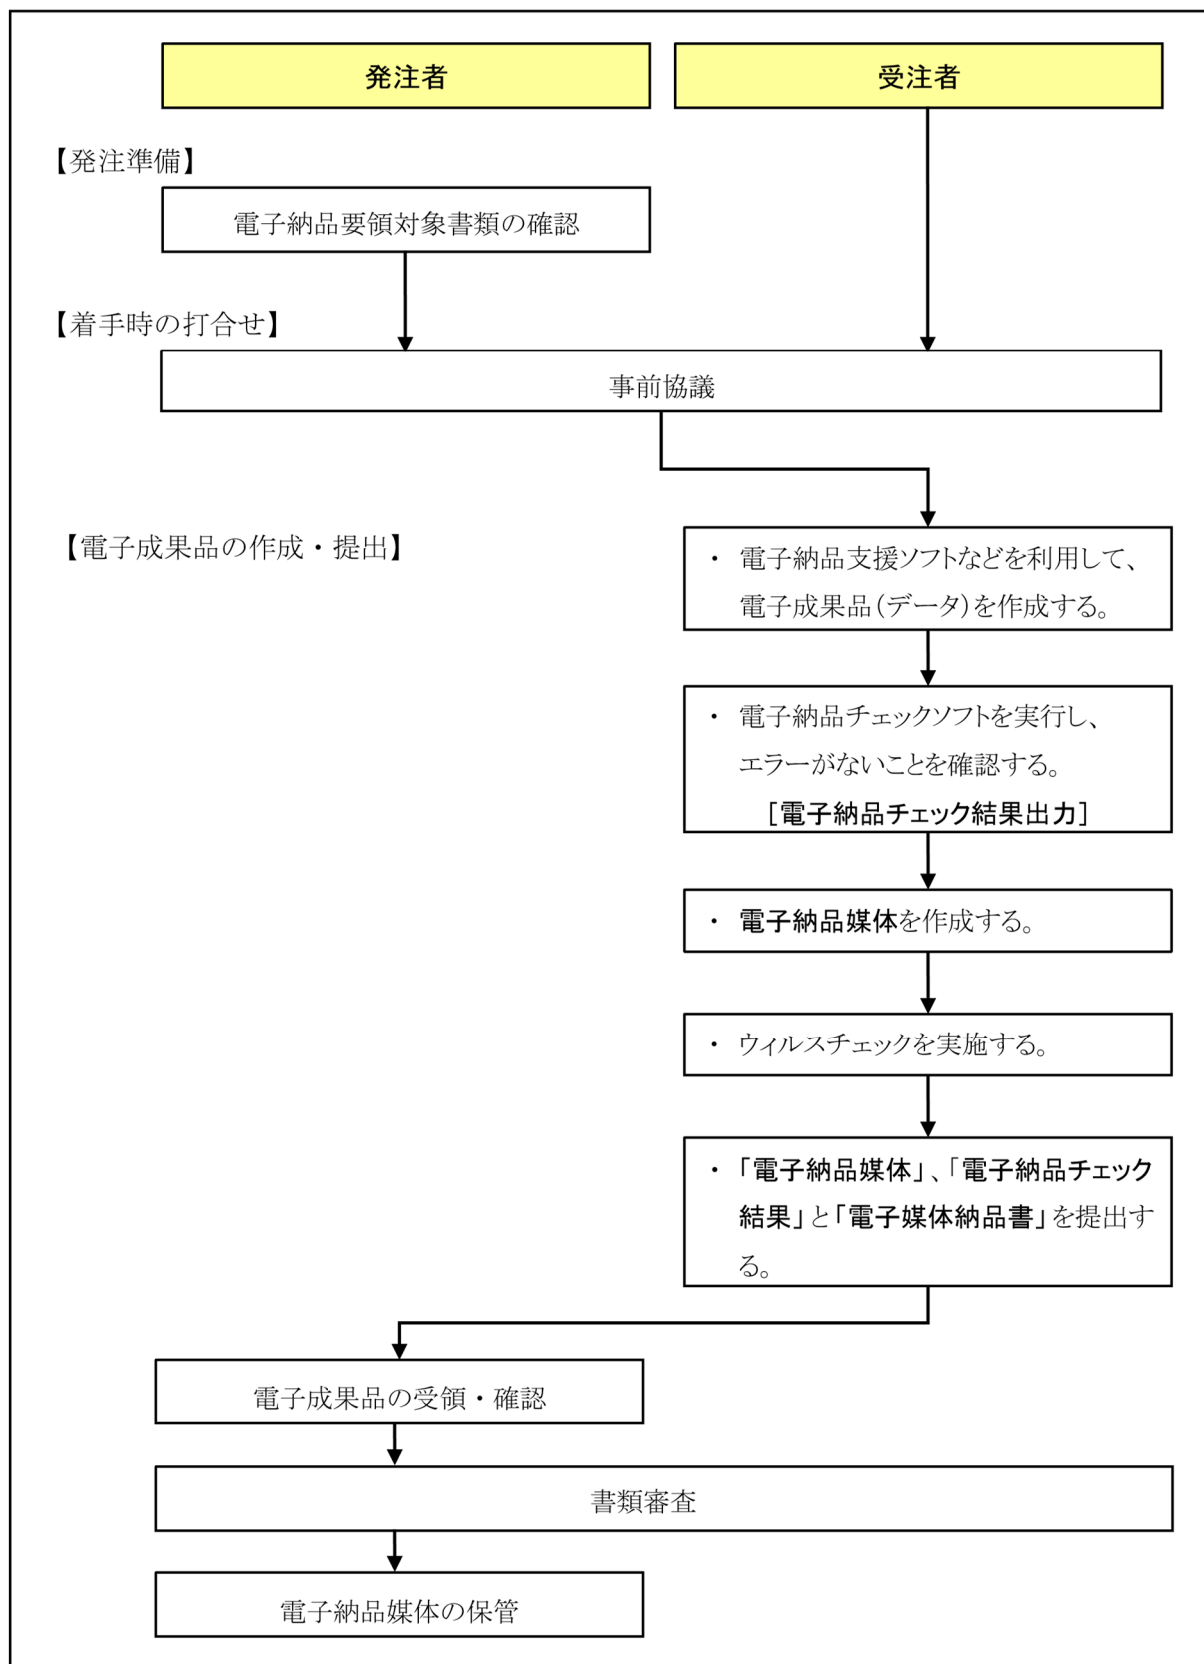 発注者
受注者
【発注準備】
電子納品要領対象書類の確認
【着手時の打合せ】
事前協議
【電子成果品の作成・提出】
・ 電子納品支援ソフトなどを利用して、
電子成果品(データ)を作成する。
・ 電子納品チェックソフトを実行し、
エラーがないことを確認する。
[電子納品チェック結果出力]
・ 電子納品媒体を作成する。
・ ウィルスチェックを実施する。
・ 「電子納品媒体」、「電子納品チェック
結果」と「電子媒体納品書」を提出す
る。
電子成果品の受領・確認
書類審査
電子納品媒体の保管